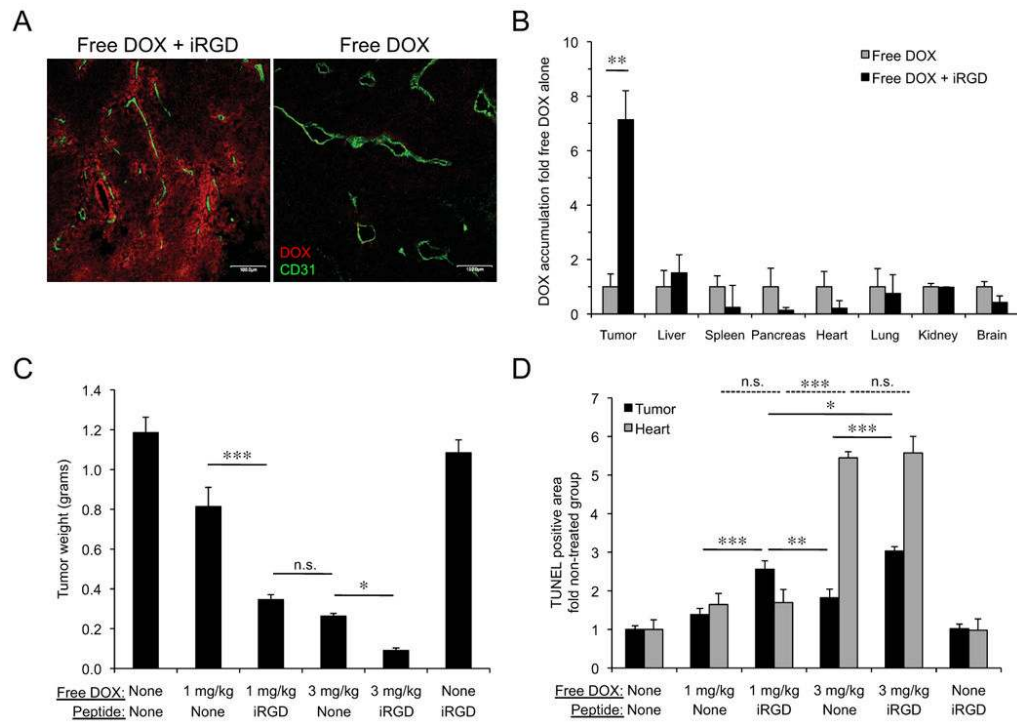 A
Free DOX + iRGD
Free DOX
DOX
CD31
B
DOX accumulation fold free DOX alone
10
8
6
4
2
0
**
Free DOX
Free DOX + iRGD
Tumor Liver Spleen Pancreas Heart Lung Kidney Brain
C
Tumor weight (grams)
1.4
1.2
1.0
0.8
0.6
0.4
0.2
0.0
***
n.s.
*
Free DOX: None 1 mg/kg 1 mg/kg 3 mg/kg 3 mg/kg None
Peptide: None None iRGD None iRGD iRGD
D
TUNEL positive area
fold non-treated group
7
6
5
4
3
2
1
0
Tumor
Heart
n.s. *** n.s.
*
***
*** **
Free DOX: None 1 mg/kg 1 mg/kg 3 mg/kg 3 mg/kg None
Peptide: None None iRGD None iRGD iRGD